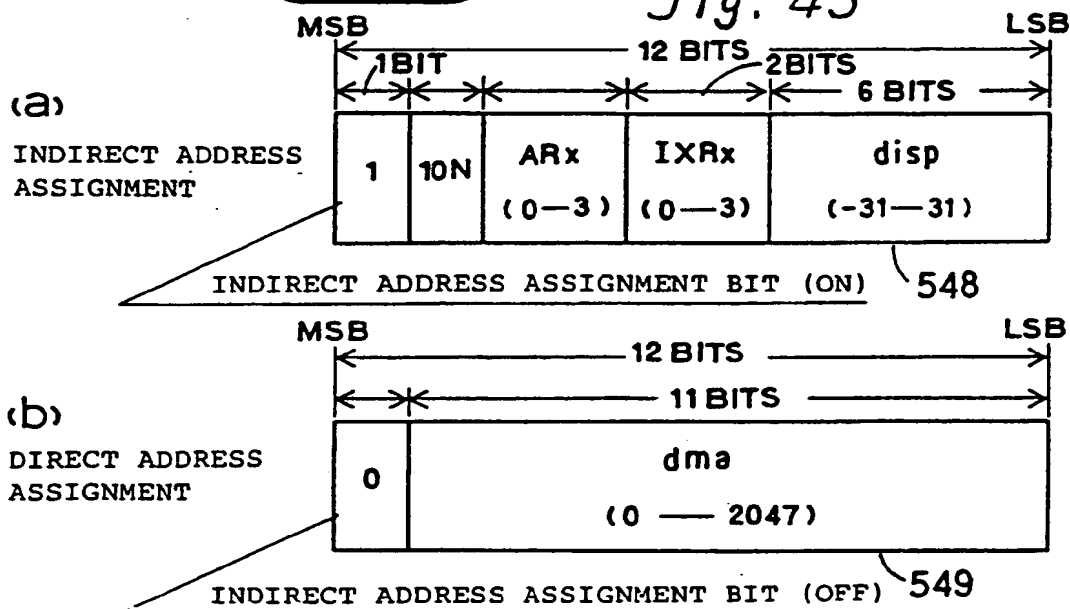 Fig. 45
MSB LSB
12 BITS
1BIT 2BITS
6 BITS
(a)
INDIRECT ADDRESS
ASSIGNMENT
1 10N ARx IXRx disp
(0—3) (0—3) (-31—31)
INDIRECT ADDRESS ASSIGNMENT BIT (ON) 548
MSB LSB
12 BITS
11 BITS
(b)
DIRECT ADDRESS
ASSIGNMENT
0 dma
(0 — 2047)
INDIRECT ADDRESS ASSIGNMENT BIT (OFF) 549